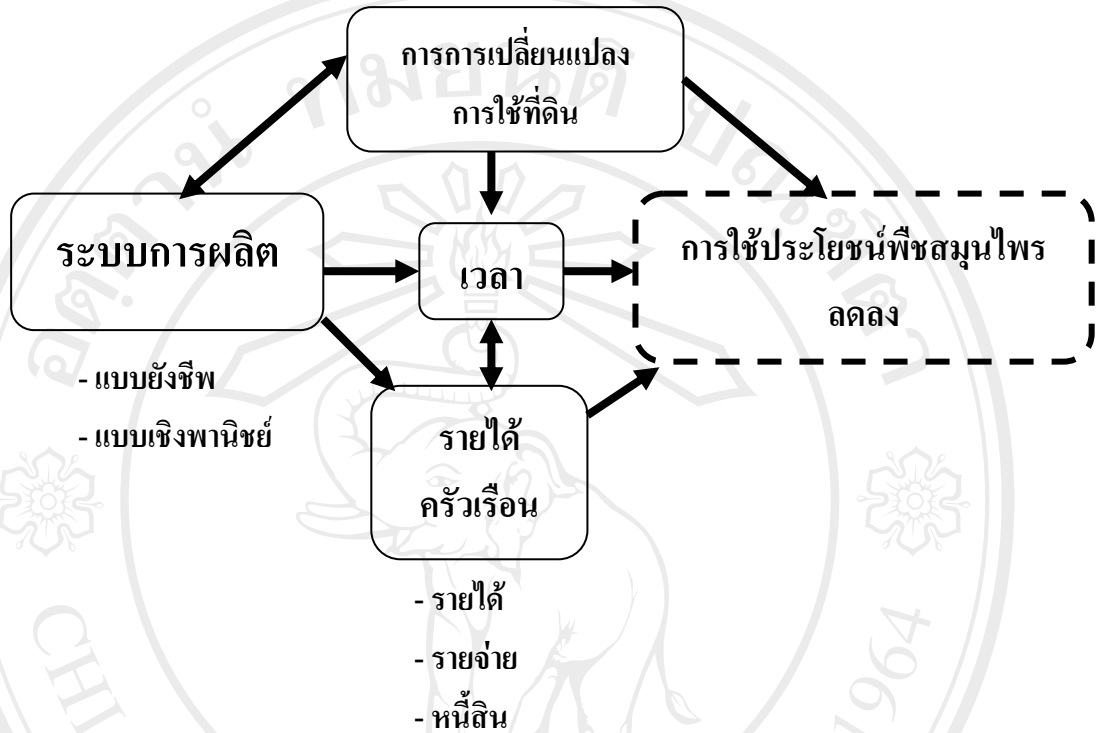 การการเปลี่ยนแปลง
การใช้ที่ดิน
ระบบการผลิต
- แบบยังชีพ
- แบบเชิงพานิชย์
เวลา
การใช้ประโยชน์พืชสมุนไพร
ลดลง
รายได้
ครัวเรือน
- รายได้
- รายจ่าย
- หนี้สิน
CHI
1964